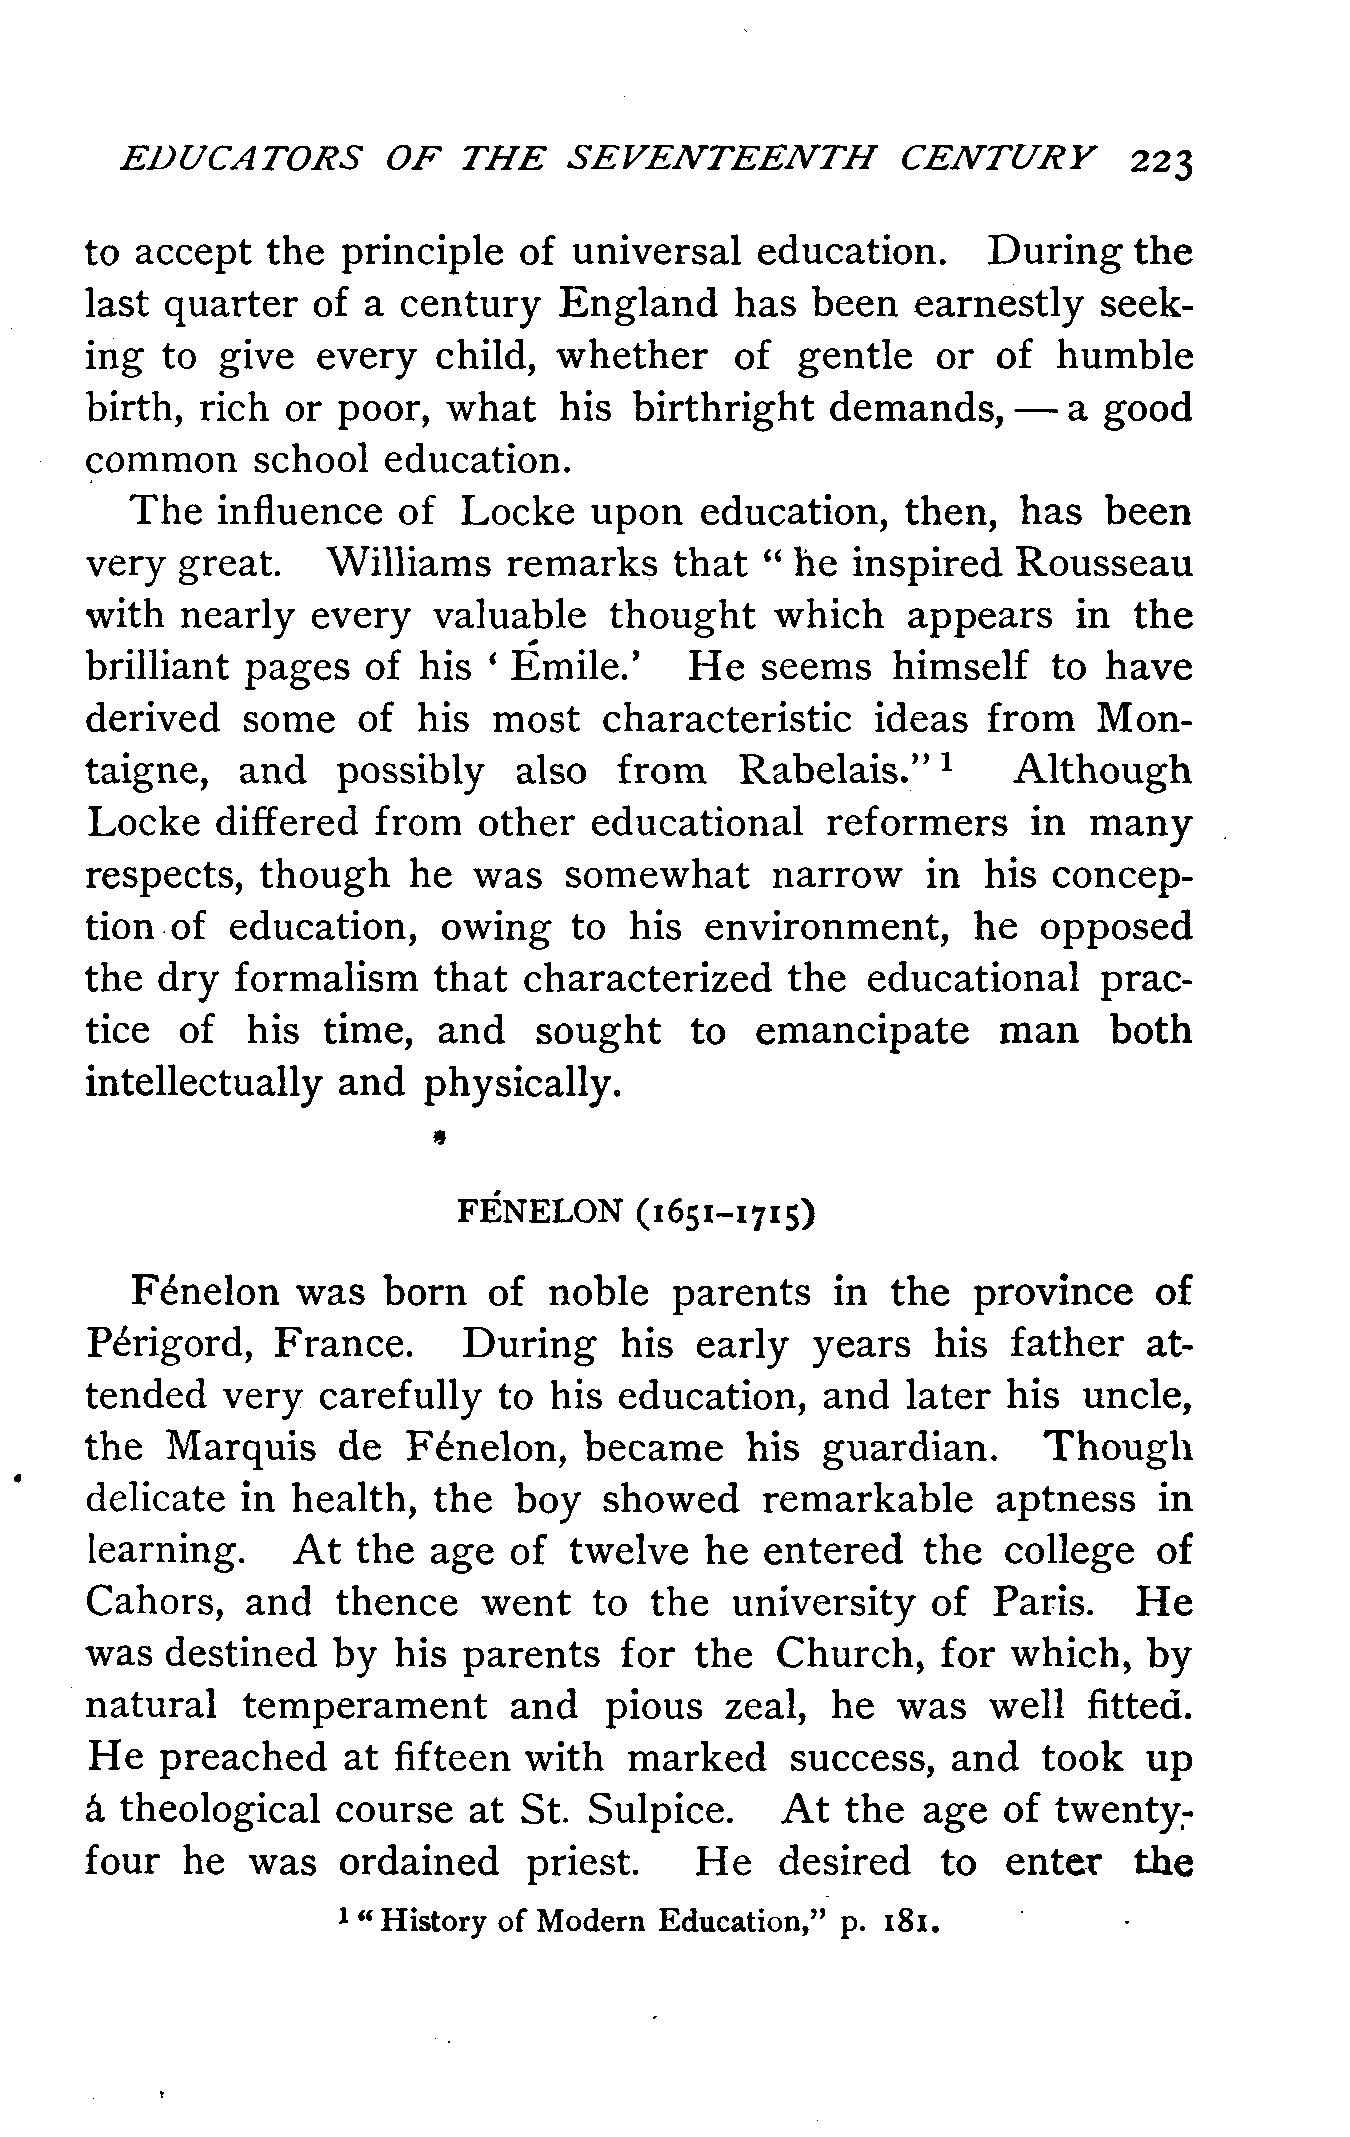 EDUCATORS OF THE SEVENTEENTH CENTURY 223
to accept the principle of universal education. During the
last quarter of a century England has been earnestly seek-
ing to give every child, whether of gentle or of humble
birth, rich or poor, what his birthright demands, — a good
common school education.
The influence of Locke upon education, then, has been
very great. Williams remarks that “ he inspired Rousseau
with nearly every valuable thought which appears in the
brilliant pages of his ‘ Émile.’ He seems himself to have
derived some of his most characteristic ideas from Mon-
taigne, and possibly also from Rabelais.” ¹ Although
Locke differed from other educational reformers in many
respects, though he was somewhat narrow in his concep-
tion of education, owing to his environment, he opposed
the dry formalism that characterized the educational prac-
tice of his time, and sought to emancipate man both
intellectually and physically.
FÉNELON (1651–1715)
Fénelon was born of noble parents in the province of
Périgord, France. During his early years his father at-
tended very carefully to his education, and later his uncle,
the Marquis de Fénelon, became his guardian. Though
delicate in health, the boy showed remarkable aptness in
learning. At the age of twelve he entered the college of
Cahors, and thence went to the university of Paris. He
was destined by his parents for the Church, for which, by
natural temperament and pious zeal, he was well fitted.
He preached at fifteen with marked success, and took up
a theological course at St. Sulpice. At the age of twenty-
four he was ordained priest. He desired to enter the
¹ “ History of Modern Education,” p. 181.